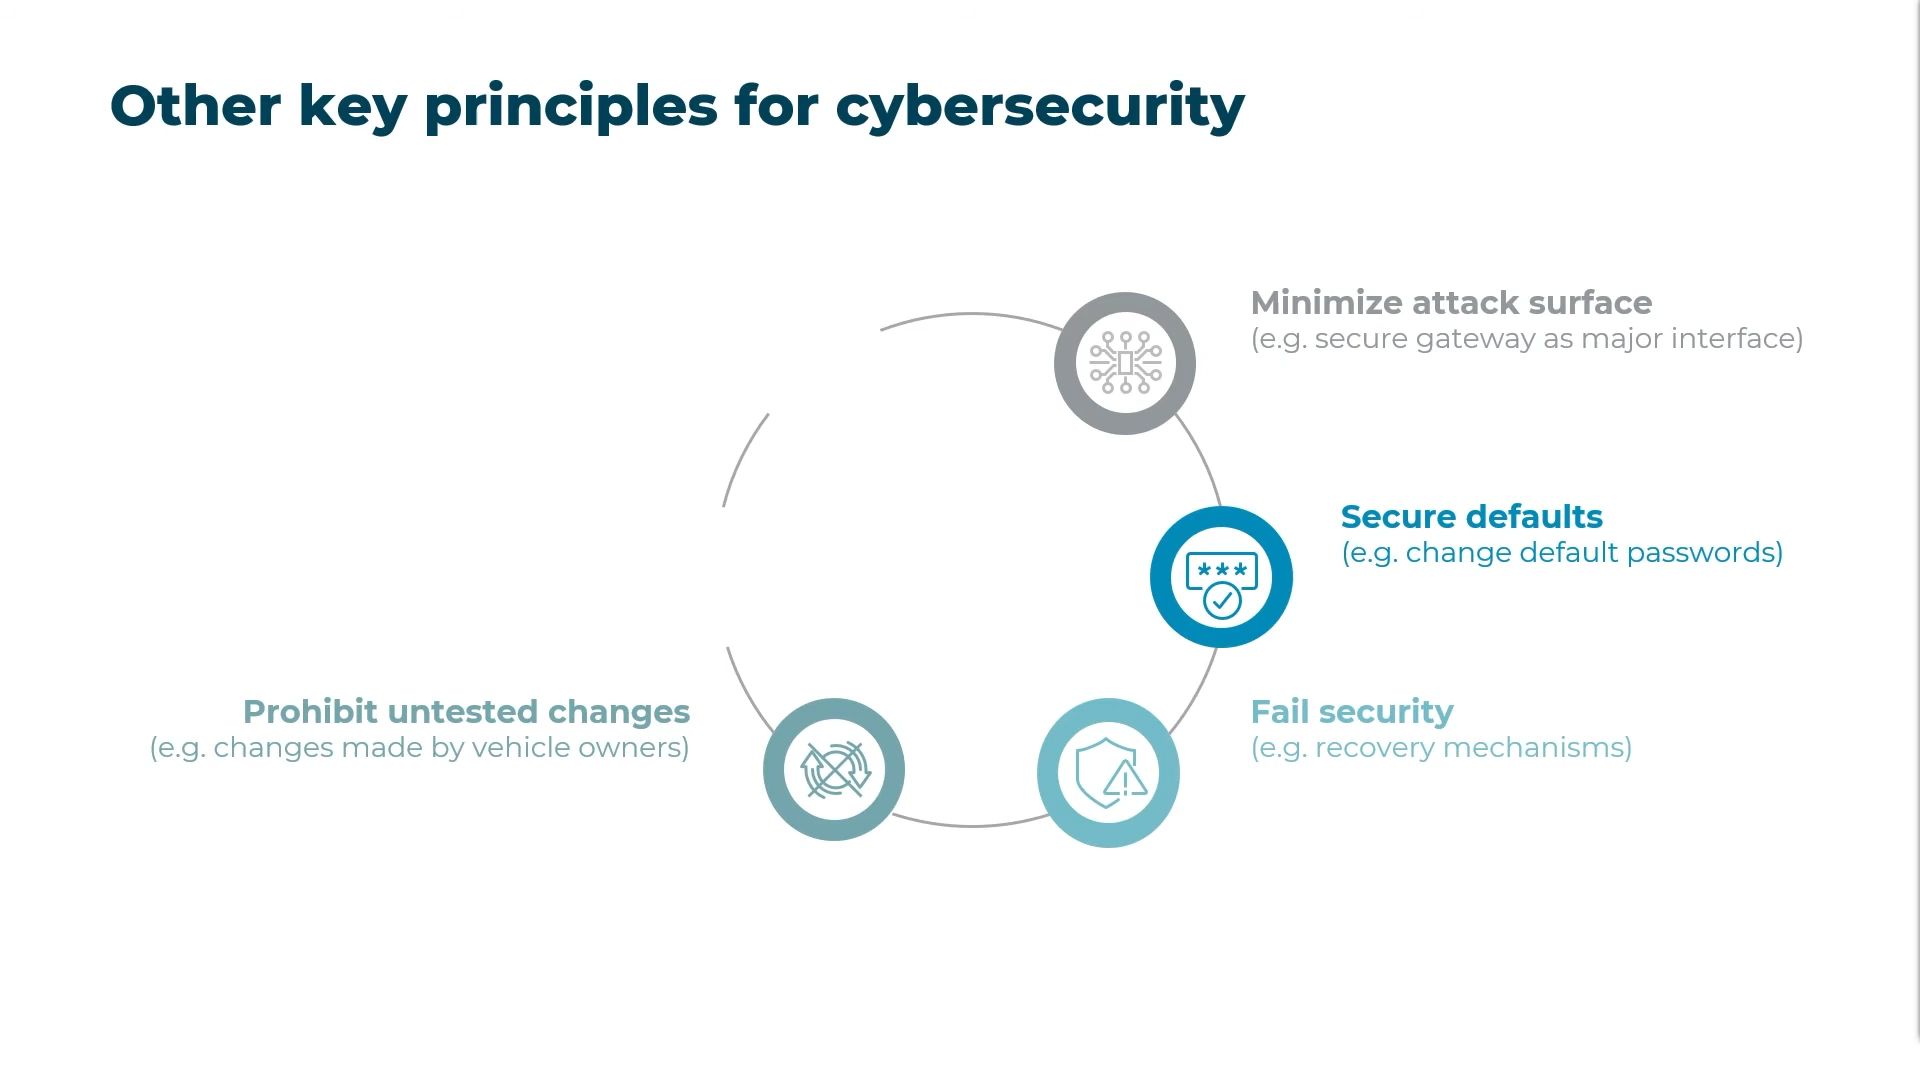 Other key principles for cybersecurity
Minimize attack surface
(e.g. secure gateway as major interface)
Secure defaults
(e.g. change default passwords)
***
Fail security
(e.g. recovery mechanisms)
Prohibit untested changes
(e.g. changes made by vehicle owners)